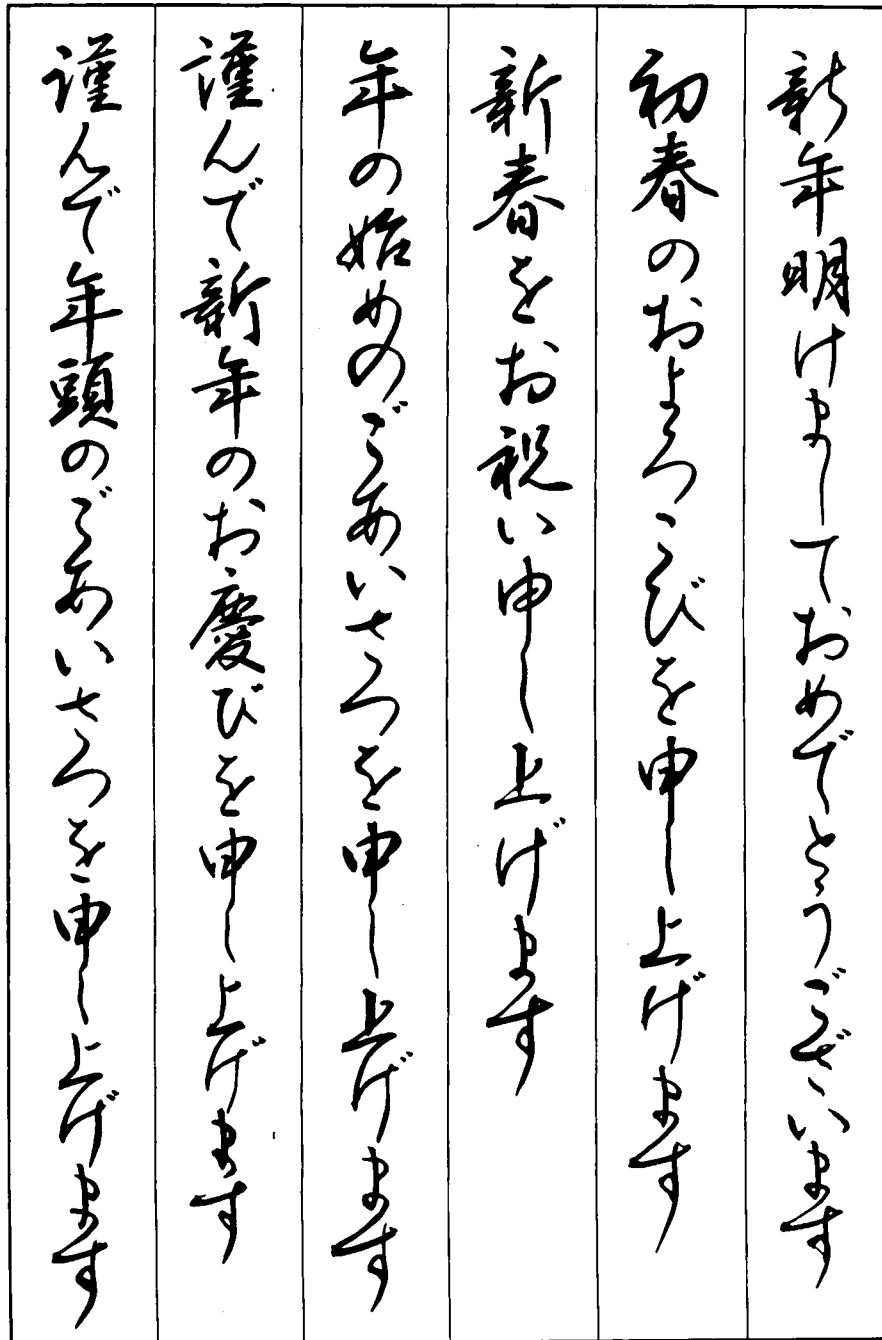 新年明けましておめでとうございます
初春のおよろこびを申し上げます
新春をお祝い申し上げます
年の始めのごあいさつを申し上げます
謹んで新年のお慶びを申し上げます
謹んで年頭のごあいさつを申し上げます